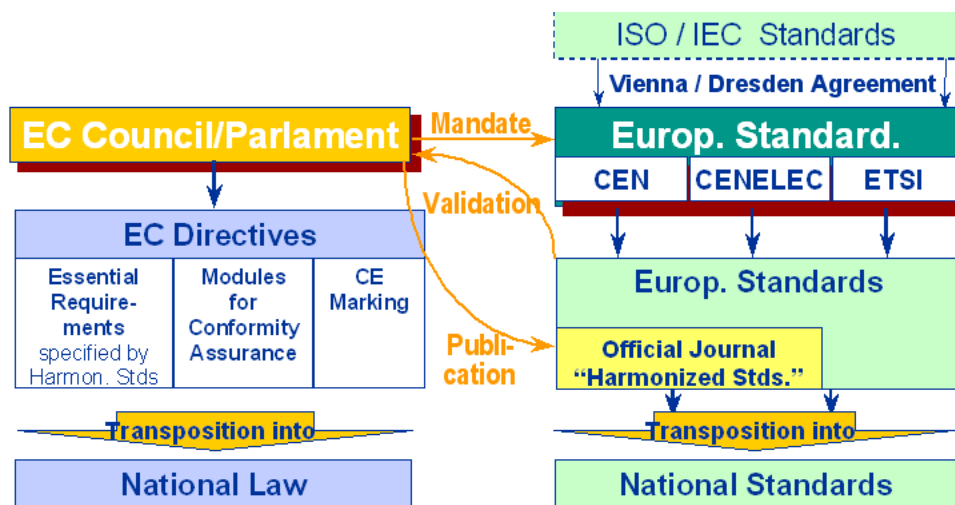 ISO / IEC Standards
Vienna / Dresden Agreement
EC Council/Parlament
Mandate
Europ. Standard.
CEN
CENELEC
ETSI
Validation
EC Directives
Essential
Require-
ments
specified by
Harmon. Stds
Modules
for
Conformity
Assurance
CE
Marking
Europ. Standards
Publi-
cation
Official Journal
“Harmonized Stds.”
Transposition into
Transposition into
National Law
National Standards